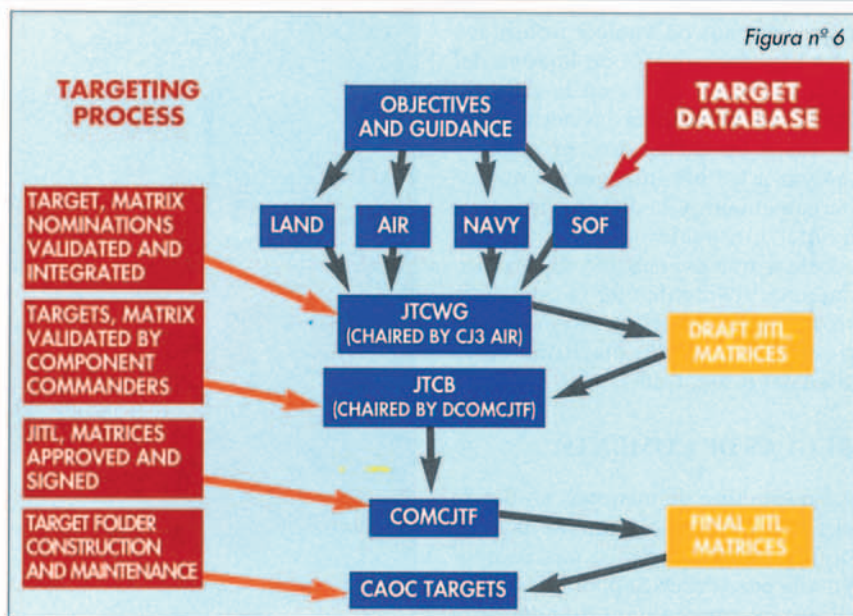 Figura nº 6
TARGETING
PROCESS
OBJECTIVES
AND GUIDANCE
TARGET
DATABASE
TARGET, MATRIX
NOMINATIONS
VALIDATED AND
INTEGRATED
LAND
AIR
NAVY
SOF
TARGETS, MATRIX
VALIDATED BY
COMPONENT
COMMANDERS
JTCWG
(CHAIRED BY CJ3 AIR)
DRAFT JITL,
MATRICES
JTCB
(CHAIRED BY DCOMCJTF)
JITL, MATRICES
APPROVED AND
SIGNED
COMCJTF
FINAL JITL,
MATRICES
TARGET FOLDER
CONSTRUCTION
AND MAINTENANCE
CAOC TARGETS